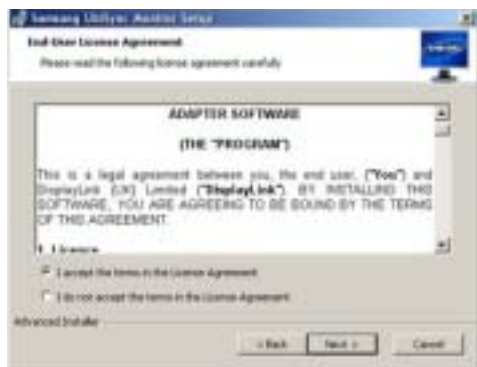 Samsung UbiSync Monitor Setup
End-User License Agreement
Please read the following license agreement carefully
ADAPTER SOFTWARE
(THE "PROGRAM")
This is a legal agreement between you, the end user, ("You") and
DisplayLink (UK) Limited ("DisplayLink"). BY INSTALLING THIS
SOFTWARE, YOU ARE AGREEING TO BE BOUND BY THE TERMS
OF THIS AGREEMENT.
1. Licence
I accept the terms in the License Agreement
I do not accept the terms in the License Agreement
Advanced Installer
< Back
Next >
Cancel